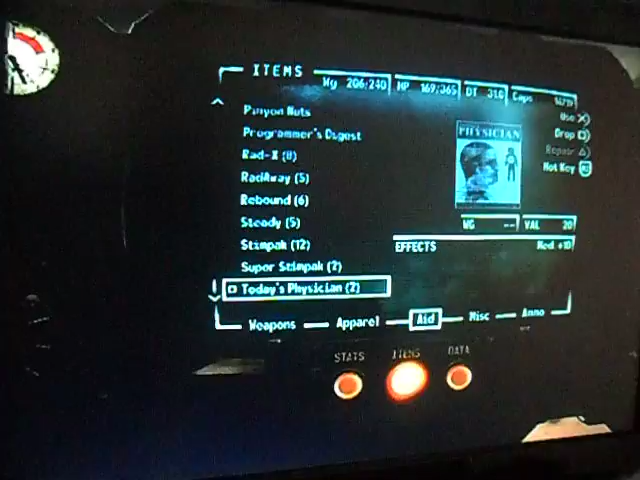 ITEMS
Wg 206/240 HP 169/365 DT 31.0 Caps
Use X)
Drop
Repair
Hot Key
Pinyon Nuts
Programmer's Digest
Rad-X (8)
RadAway (5)
Rebound (6)
Steady (5)
Stimpak (12)
Super Stimpak (2)
Today's Physician (2)
PHYSICIAN
WG -- VAL 20
EFFECTS Med +10
Weapons Apparel Aid Misc Ammo
STATS ITEMS DATA